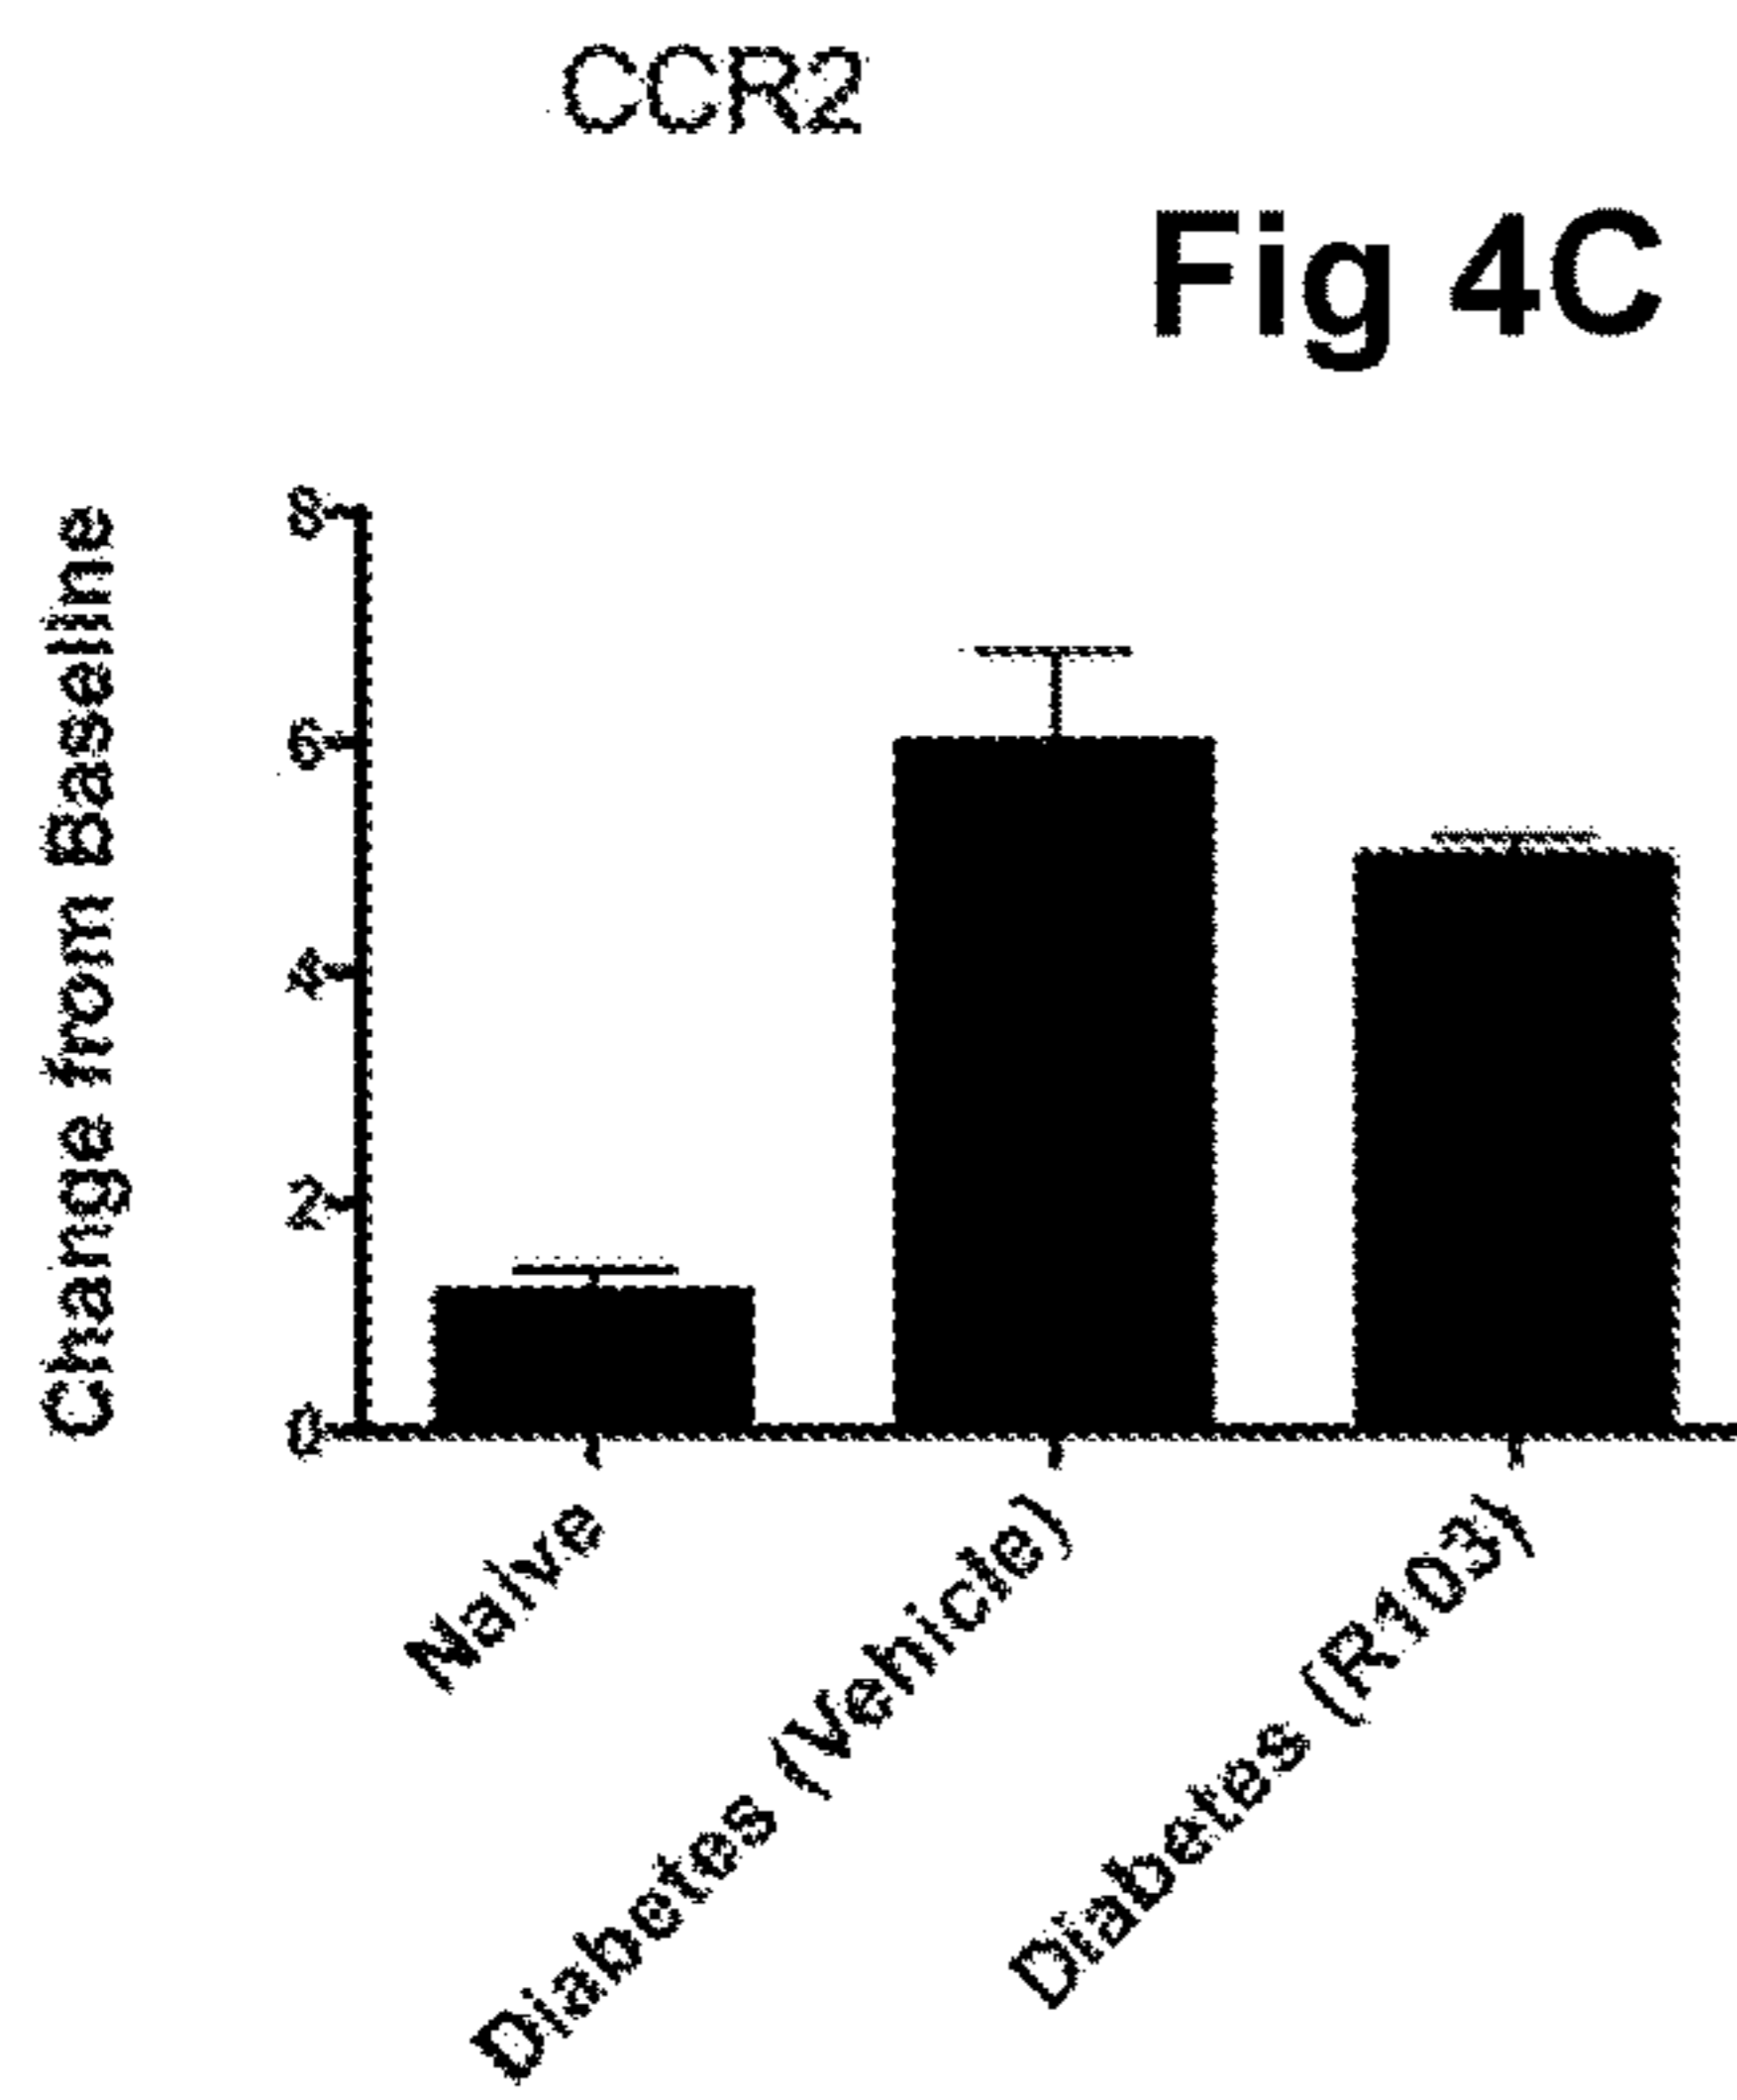 CCR2
Fig 4C
Change from Baseline
8
6
4
2
0
Naive
Diabetes (Vehicle)
Diabetes (R103)